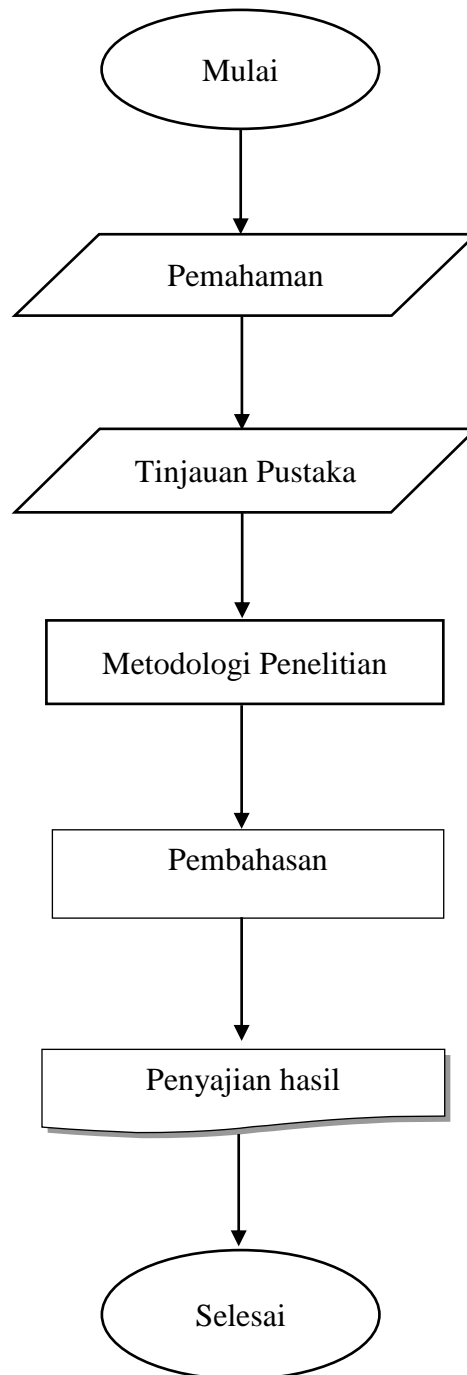 Mulai
Pemahaman
Tinjauan Pustaka
Metodologi Penelitian
Pembahasan
Penyajian hasil
Selesai